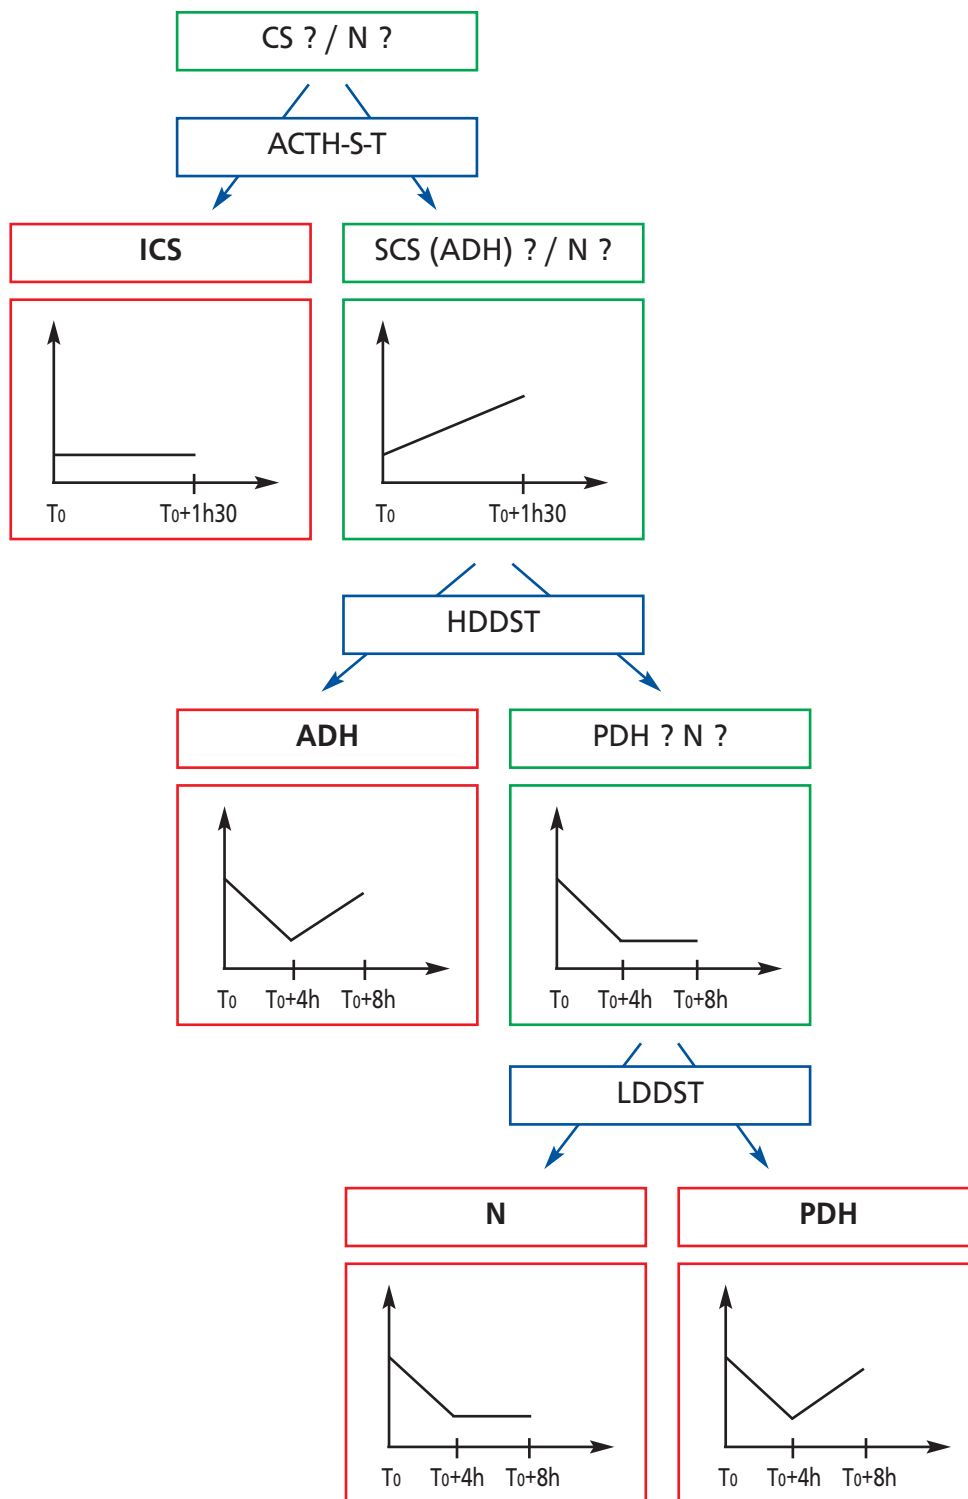 CS ? / N ?
ACTH-S-T
ICS
SCS (ADH) ? / N ?
T0 T0+1h30
T0 T0+1h30
HDDST
ADH
PDH ? N ?
T0 T0+4h T0+8h
T0 T0+4h T0+8h
LDDST
N
PDH
T0 T0+4h T0+8h
T0 T0+4h T0+8h